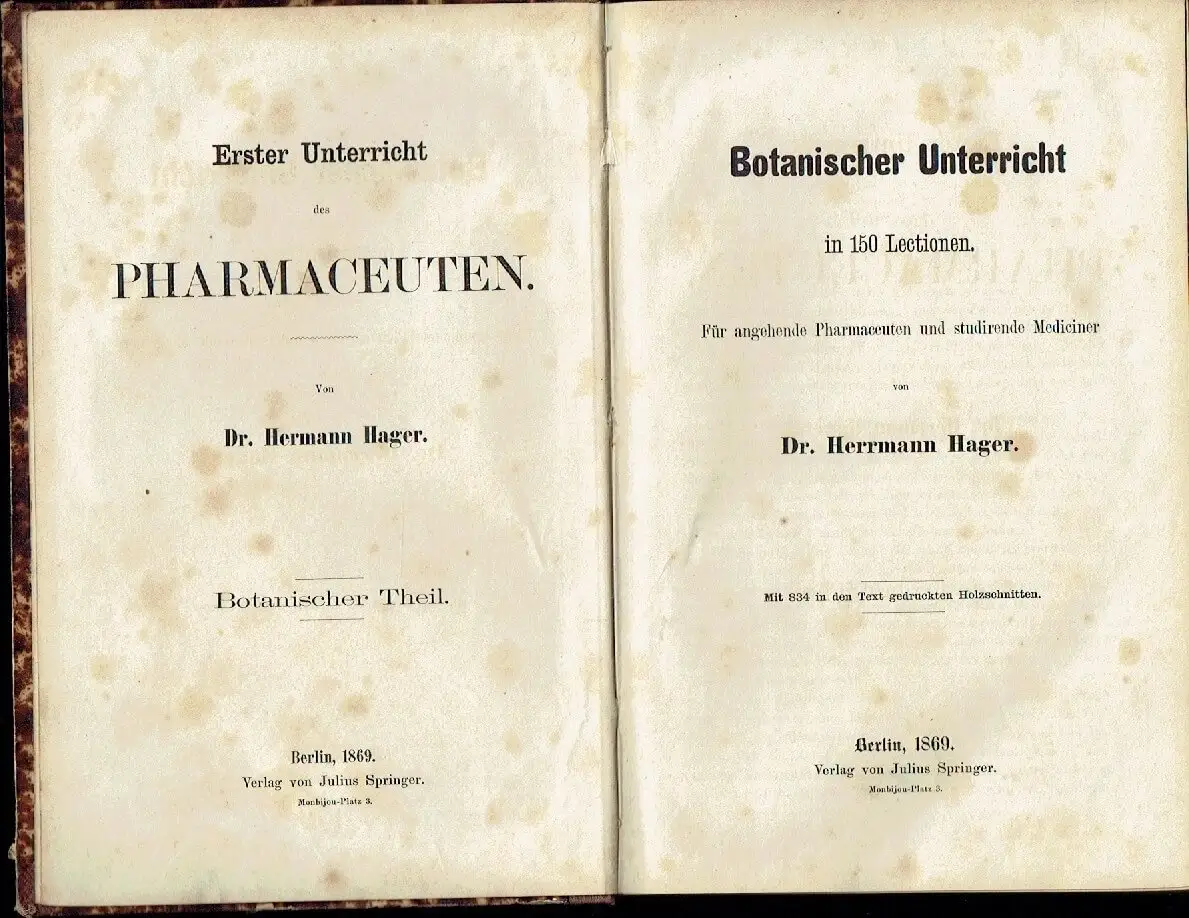 Erster Unterricht
des
PHARMACEUTEN.
Von
Dr. Hermann Hager.
Botanischer Theil.
Berlin, 1869.
Verlag von Julius Springer.
Monbijou-Platz 3.
Botanischer Unterricht
in 150 Lectionen.
Für angehende Pharmaceuten und studirende Mediciner
von
Dr. Herrmann Hager.
Mit 834 in den Text gedruckten Holzschnitten.
Berlin, 1869.
Verlag von Julius Springer.
Monbijou-Platz 3.